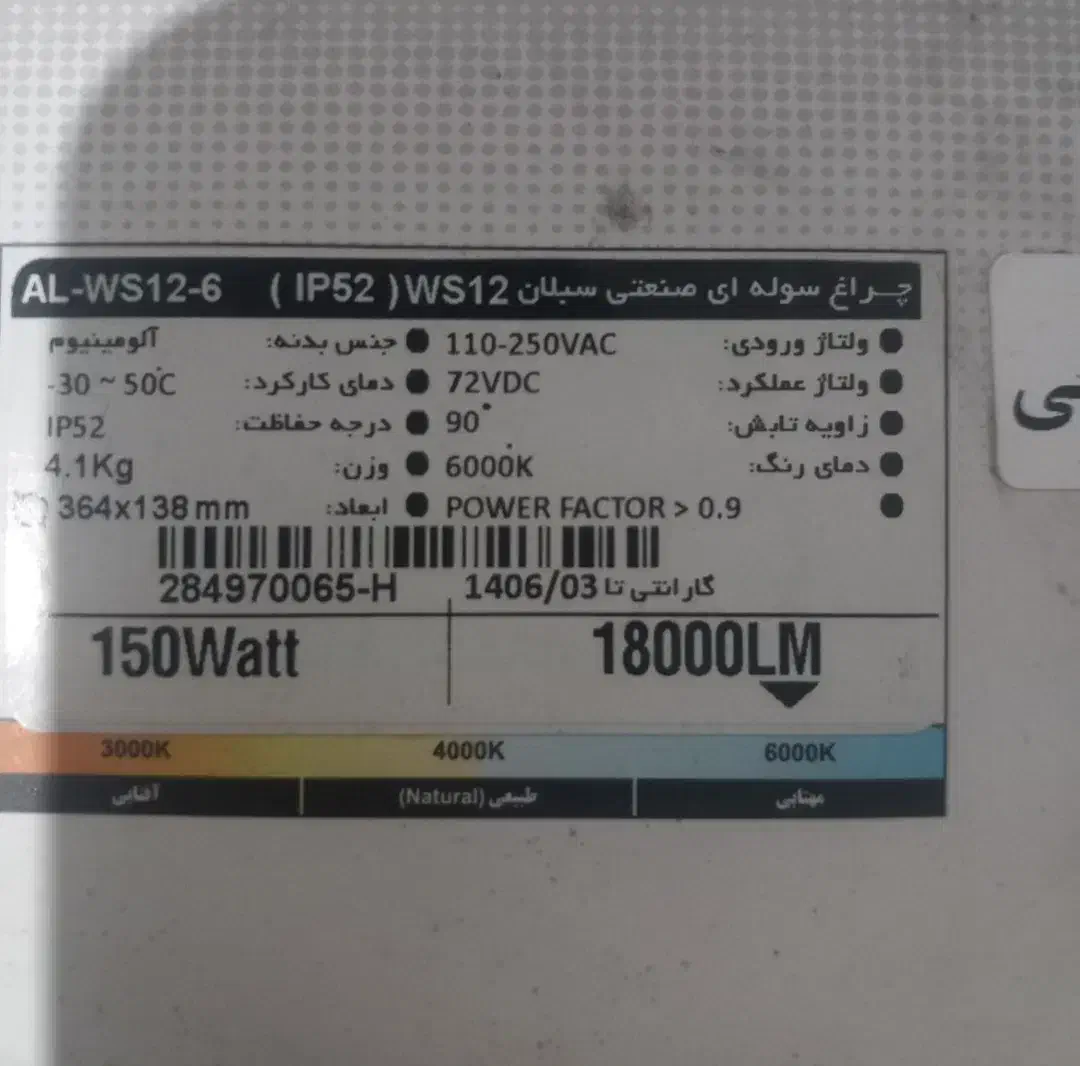 چراغ سوله ای صنعتی سبلان WS12 ( IP52 ) AL-WS12-6
ولتاژ ورودی: 110-250VAC
ولتاژ عملکرد: 72VDC
زاویه تابش: 90°
دمای رنگ: 6000K
POWER FACTOR > 0.9
جنس بدنه: آلومینیوم
دمای کارکرد: -30 ~ 50°C
درجه حفاظت: IP52
وزن: 4.1Kg
ابعاد: 364x138 mm
284970065-H
گارانتی تا 1406/03
150Watt
18000LM
3000K 4000K 6000K
آفتابی طبیعی (Natural) مهتابی